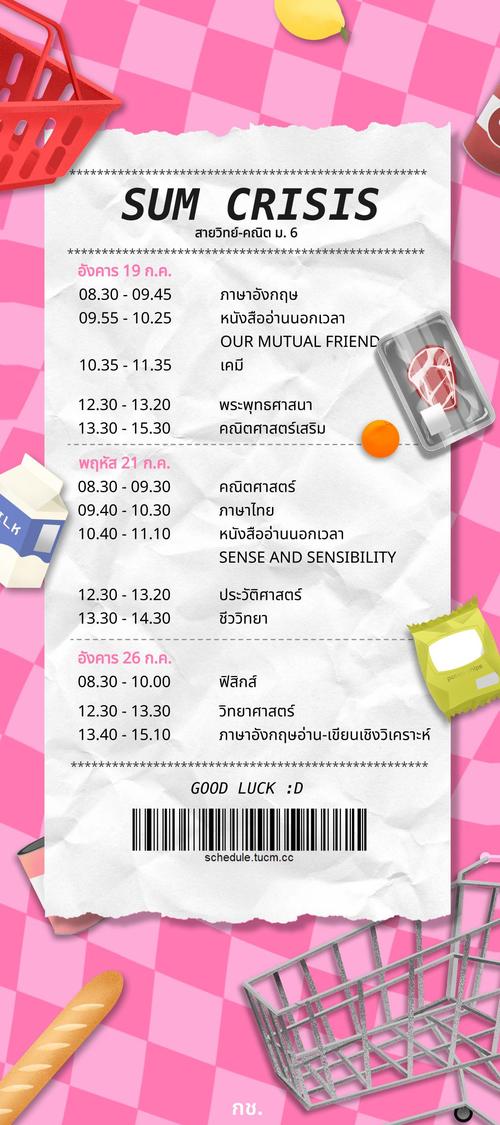 ********************************************************
SUM CRISIS
สายวิทย์-คณิต ม. 6
********************************************************
อังคาร 19 ก.ค.
08.30 - 09.45 ภาษาอังกฤษ
09.55 - 10.25 หนังสืออ่านนอกเวลา
OUR MUTUAL FRIEND
10.35 - 11.35 เคมี
12.30 - 13.20 พระพุทธศาสนา
13.30 - 15.30 คณิตศาสตร์เสริม
พฤหัส 21 ก.ค.
08.30 - 09.30 คณิตศาสตร์
09.40 - 10.30 ภาษาไทย
10.40 - 11.10 หนังสืออ่านนอกเวลา
SENSE AND SENSIBILITY
12.30 - 13.20 ประวัติศาสตร์
13.30 - 14.30 ชีววิทยา
อังคาร 26 ก.ค.
08.30 - 10.00 ฟิสิกส์
12.30 - 13.30 วิทยาศาสตร์
13.40 - 15.10 ภาษาอังกฤษอ่าน-เขียนเชิงวิเคราะห์
********************************************************
GOOD LUCK :D
schedule.tucm.cc
กช.